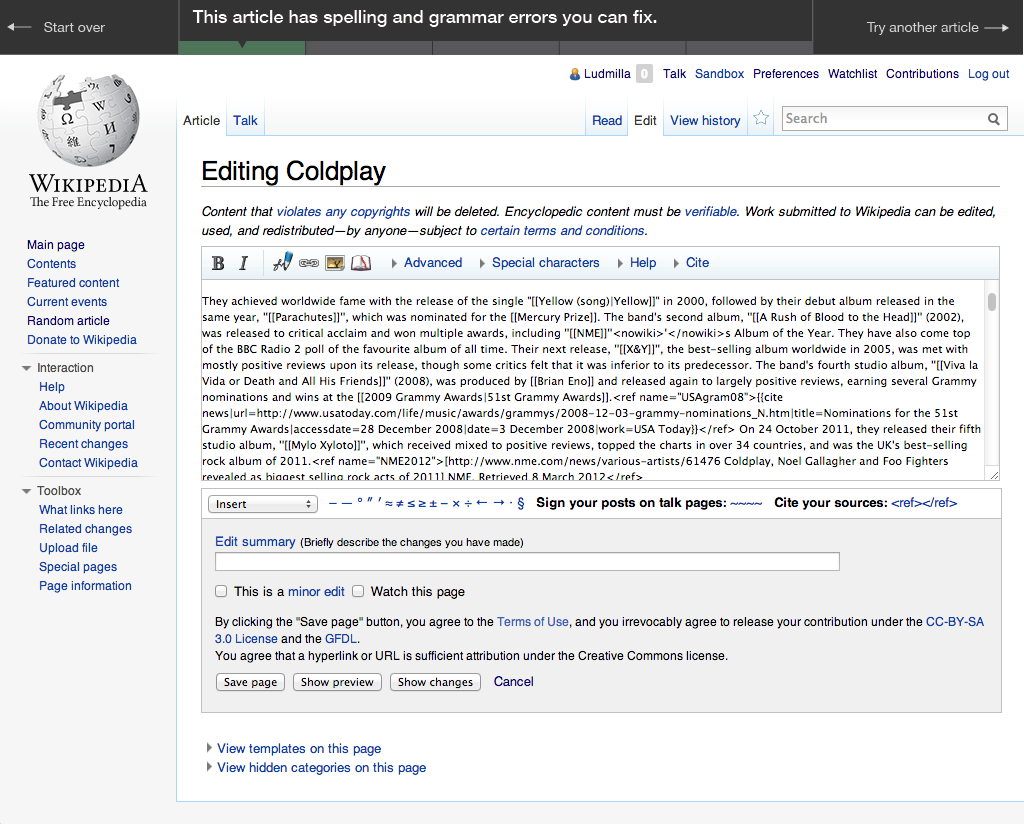 Start over
This article has spelling and grammar errors you can fix.
Try another article
Ludmilla 0 Talk Sandbox Preferences Watchlist Contributions Log out
Article Talk Read Edit View history Search
WIKIPEDIA
The Free Encyclopedia
Main page
Contents
Featured content
Current events
Random article
Donate to Wikipedia
Interaction
Help
About Wikipedia
Community portal
Recent changes
Contact Wikipedia
Toolbox
What links here
Related changes
Upload file
Special pages
Page information
Editing Coldplay
Content that violates any copyrights will be deleted. Encyclopedic content must be verifiable. Work submitted to Wikipedia can be edited,
used, and redistributed—by anyone—subject to certain terms and conditions.
B I Advanced Special characters Help Cite
They achieved worldwide fame with the release of the single "[[Yellow (song)|Yellow]]" in 2000, followed by their debut album released in the
same year, ''[[Parachutes]]'', which was nominated for the [[Mercury Prize]]. The band's second album, ''[[A Rush of Blood to the Head]]'' (2002),
was released to critical acclaim and won multiple awards, including ''[[NME]]''<nowiki>'</nowiki>s Album of the Year. They have also come top
of the BBC Radio 2 poll of the favourite album of all time. Their next release, ''[[X&Y]]'', the best-selling album worldwide in 2005, was met with
mostly positive reviews upon its release, though some critics felt that it was inferior to its predecessor. The band's fourth studio album, ''[[Viva la
Vida or Death and All His Friends]]'' (2008), was produced by [[Brian Eno]] and released again to largely positive reviews, earning several Grammy
nominations and wins at the [[2009 Grammy Awards|51st Grammy Awards]].<ref name="USAgram08">{{cite
news|url=http://www.usatoday.com/life/music/awards/grammys/2008-12-03-grammy-nominations_N.htm|title=Nominations for the 51st
Grammy Awards|accessdate=28 December 2008|date=3 December 2008|work=USA Today}}</ref> On 24 October 2011, they released their fifth
studio album, ''[[Mylo Xyloto]]'', which received mixed to positive reviews, topped the charts in over 34 countries, and was the UK's best-selling
rock album of 2011.<ref name="NME2012">[http://www.nme.com/news/various-artists/61476 Coldplay, Noel Gallagher and Foo Fighters
revealed as biggest selling rock acts of 2011] NME. Retrieved 8 March 2012</ref>
Insert – — ° ″ ′ ≈ ≠ ≤ ≥ ± − × ÷ ← → · § Sign your posts on talk pages: ~~~~ Cite your sources: <ref></ref>
Edit summary (Briefly describe the changes you have made)
This is a minor edit Watch this page
By clicking the "Save page" button, you agree to the Terms of Use, and you irrevocably agree to release your contribution under the CC-BY-SA
3.0 License and the GFDL.
You agree that a hyperlink or URL is sufficient attribution under the Creative Commons license.
Save page Show preview Show changes Cancel
View templates on this page
View hidden categories on this page